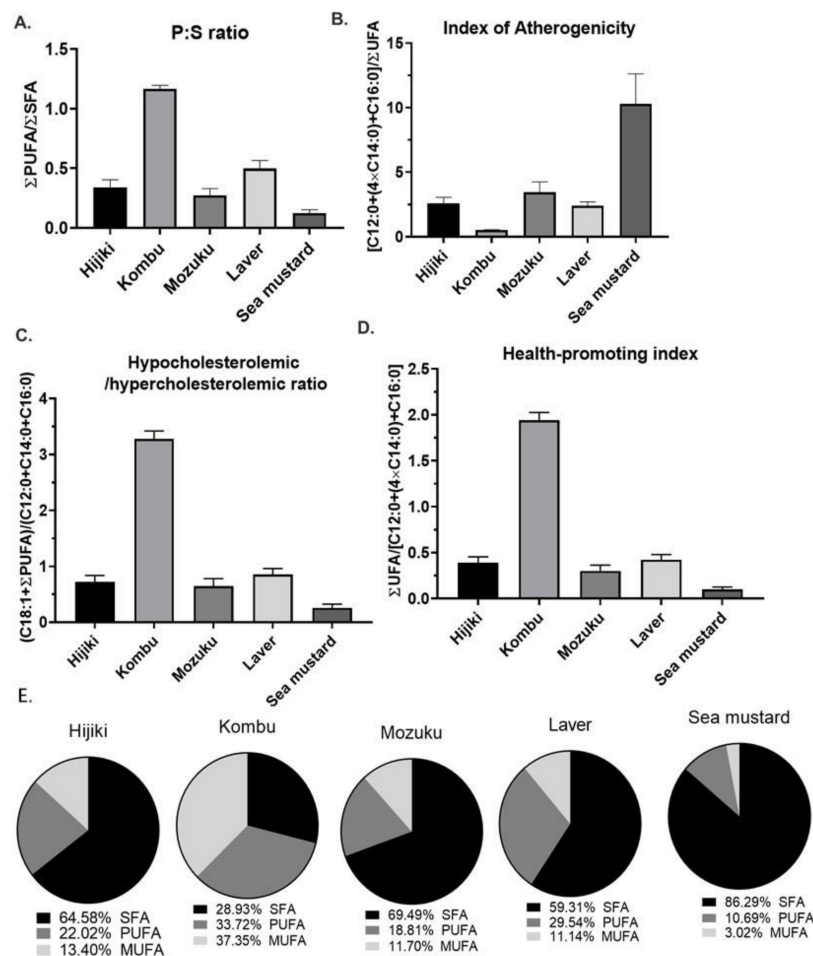 A.
P:S ratio
ΣPUFA/ΣSFA
1.5
1.0
0.5
0.0
Hijiki
Kombu
Mozuku
Laver
Sea mustard
B.
Index of Atherogenicity
[C12:0+(4×C14:0)+C16:0]/ΣUFA
15
10
5
0
Hijiki
Kombu
Mozuku
Laver
Sea mustard
C.
Hypocholesterolemic
/hypercholesterolemic ratio
(C18:1+ΣPUFA)/(C12:0+C14:0+C16:0)
4
3
2
1
0
Hijiki
Kombu
Mozuku
Laver
Sea mustard
D.
Health-promoting index
ΣUFA/[C12:0+(4×C14:0)+C16:0]
2.5
2.0
1.5
1.0
0.5
0.0
Hijiki
Kombu
Mozuku
Laver
Sea mustard
E.
Hijiki
64.58% SFA
22.02% PUFA
13.40% MUFA
Kombu
28.93% SFA
33.72% PUFA
37.35% MUFA
Mozuku
69.49% SFA
18.81% PUFA
11.70% MUFA
Laver
59.31% SFA
29.54% PUFA
11.14% MUFA
Sea mustard
86.29% SFA
10.69% PUFA
3.02% MUFA